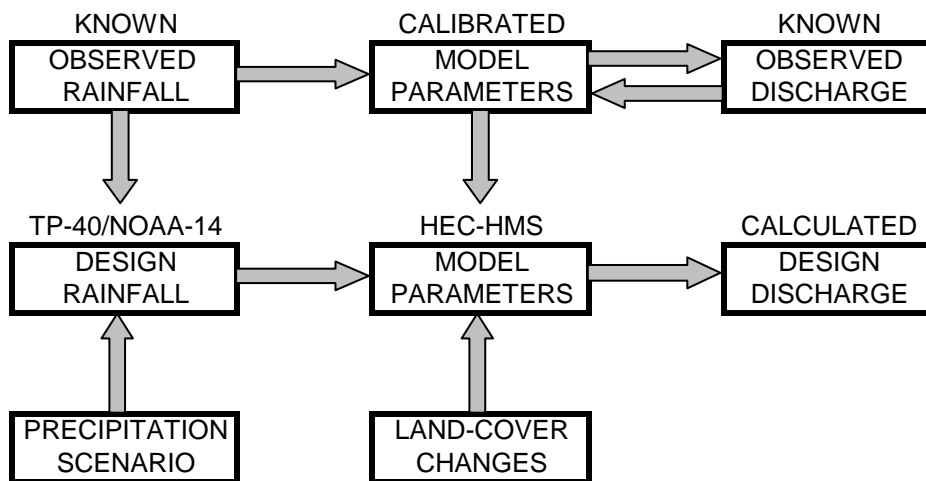 KNOWN
OBSERVED
RAINFALL
CALIBRATED
MODEL
PARAMETERS
KNOWN
OBSERVED
DISCHARGE
TP-40/NOAA-14
DESIGN
RAINFALL
HEC-HMS
MODEL
PARAMETERS
CALCULATED
DESIGN
DISCHARGE
PRECIPITATION
SCENARIO
LAND-COVER
CHANGES